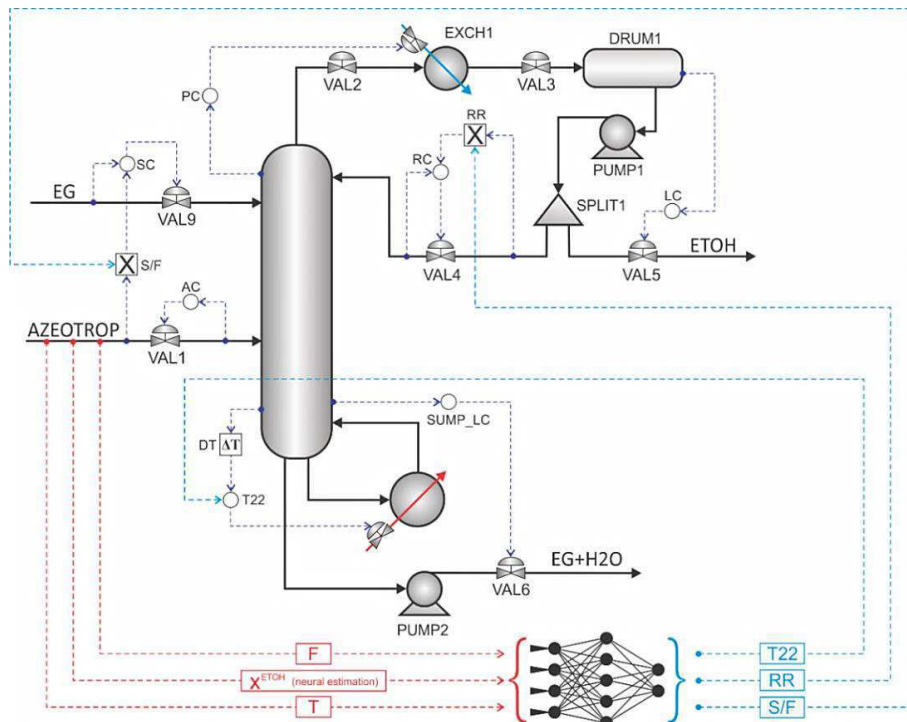 EXCH1
DRUM1
VAL2
VAL3
PC
RR
X
PUMP1
SC
RC
EG
VAL9
SPLIT1
LC
ETOH
X
S/F
VAL4
VAL5
AC
AZEOTROP
VAL1
SUMP_LC
DT
ΔT
T22
EG+H2O
VAL6
PUMP2
F
T22
X ETOH (neural estimation)
RR
T
S/F